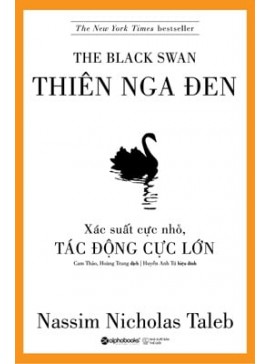 The New York Times bestseller
THE BLACK SWAN
THIÊN NGA ĐEN
Xác suất cực nhỏ,
TÁC ĐỘNG CỰC LỚN
Cam Thảo, Hoàng Trung dịch | Huyền Anh Tú hiệu đính
alphabooks
Nassim Nicholas Taleb